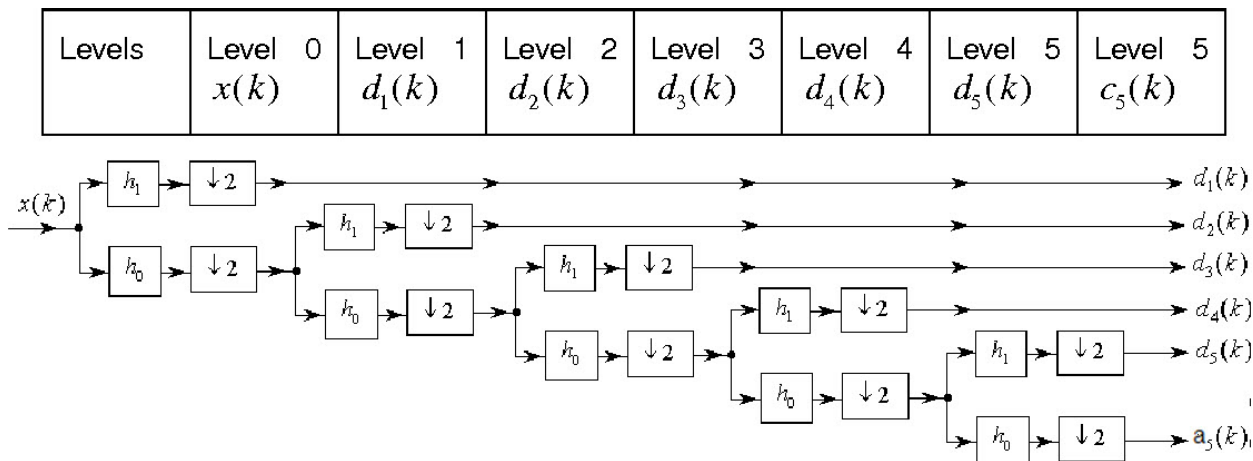 Levels Level 0 Level 1 Level 2 Level 3 Level 4 Level 5 Level 5
x(k) d₁(k) d₂(k) d₃(k) d₄(k) d₅(k) c₅(k)
h₁ ↓2 d₁(k)
x(k)
h₁ ↓2 d₂(k)
h₀ ↓2 h₁ ↓2 d₃(k)
h₀ ↓2 h₁ ↓2 d₄(k)
h₀ ↓2 h₁ ↓2 d₅(k)
h₀ ↓2
h₀ ↓2 a₅(k)